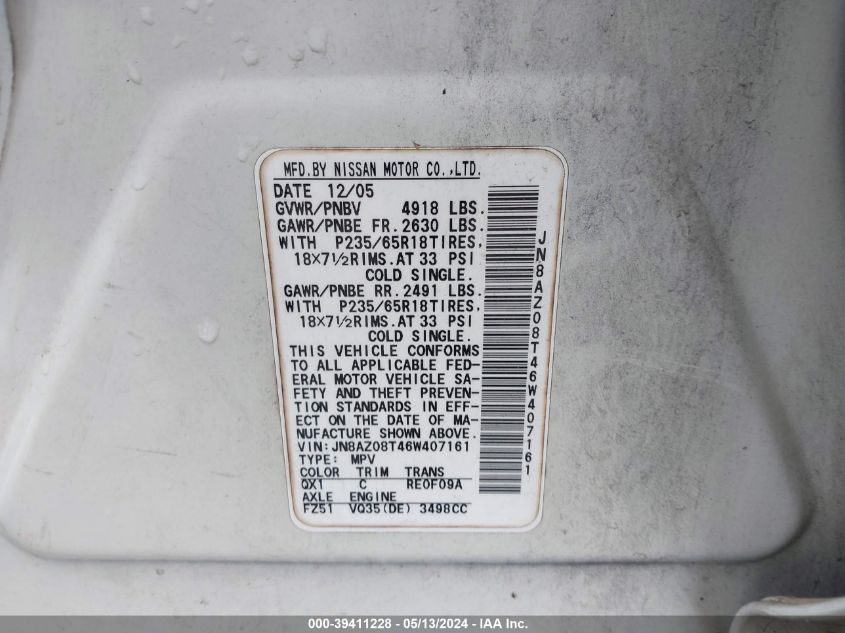 MFD.BY NISSAN MOTOR CO.,LTD.
DATE 12/05
GVWR/PNBV 4918 LBS.
GAWR/PNBE FR.2630 LBS.
WITH P235/65R18TIRES,
18×7½RIMS.AT 33 PSI
COLD SINGLE.
GAWR/PNBE RR.2491 LBS.
WITH P235/65R18TIRES,
18×7½RIMS.AT 33 PSI
COLD SINGLE.
THIS VEHICLE CONFORMS
TO ALL APPLICABLE FED-
ERAL MOTOR VEHICLE SA-
FETY AND THEFT PREVEN-
TION STANDARDS IN EFF-
ECT ON THE DATE OF MA-
NUFACTURE SHOWN ABOVE.
VIN:JN8AZ08T46W407161
TYPE: MPV
COLOR TRIM TRANS
QX1 C RE0F09A
AXLE ENGINE
FZ51 VQ35(DE) 3498CC
JN8AZ08T46W407161
000-39411228 - 05/13/2024 - IAA Inc.